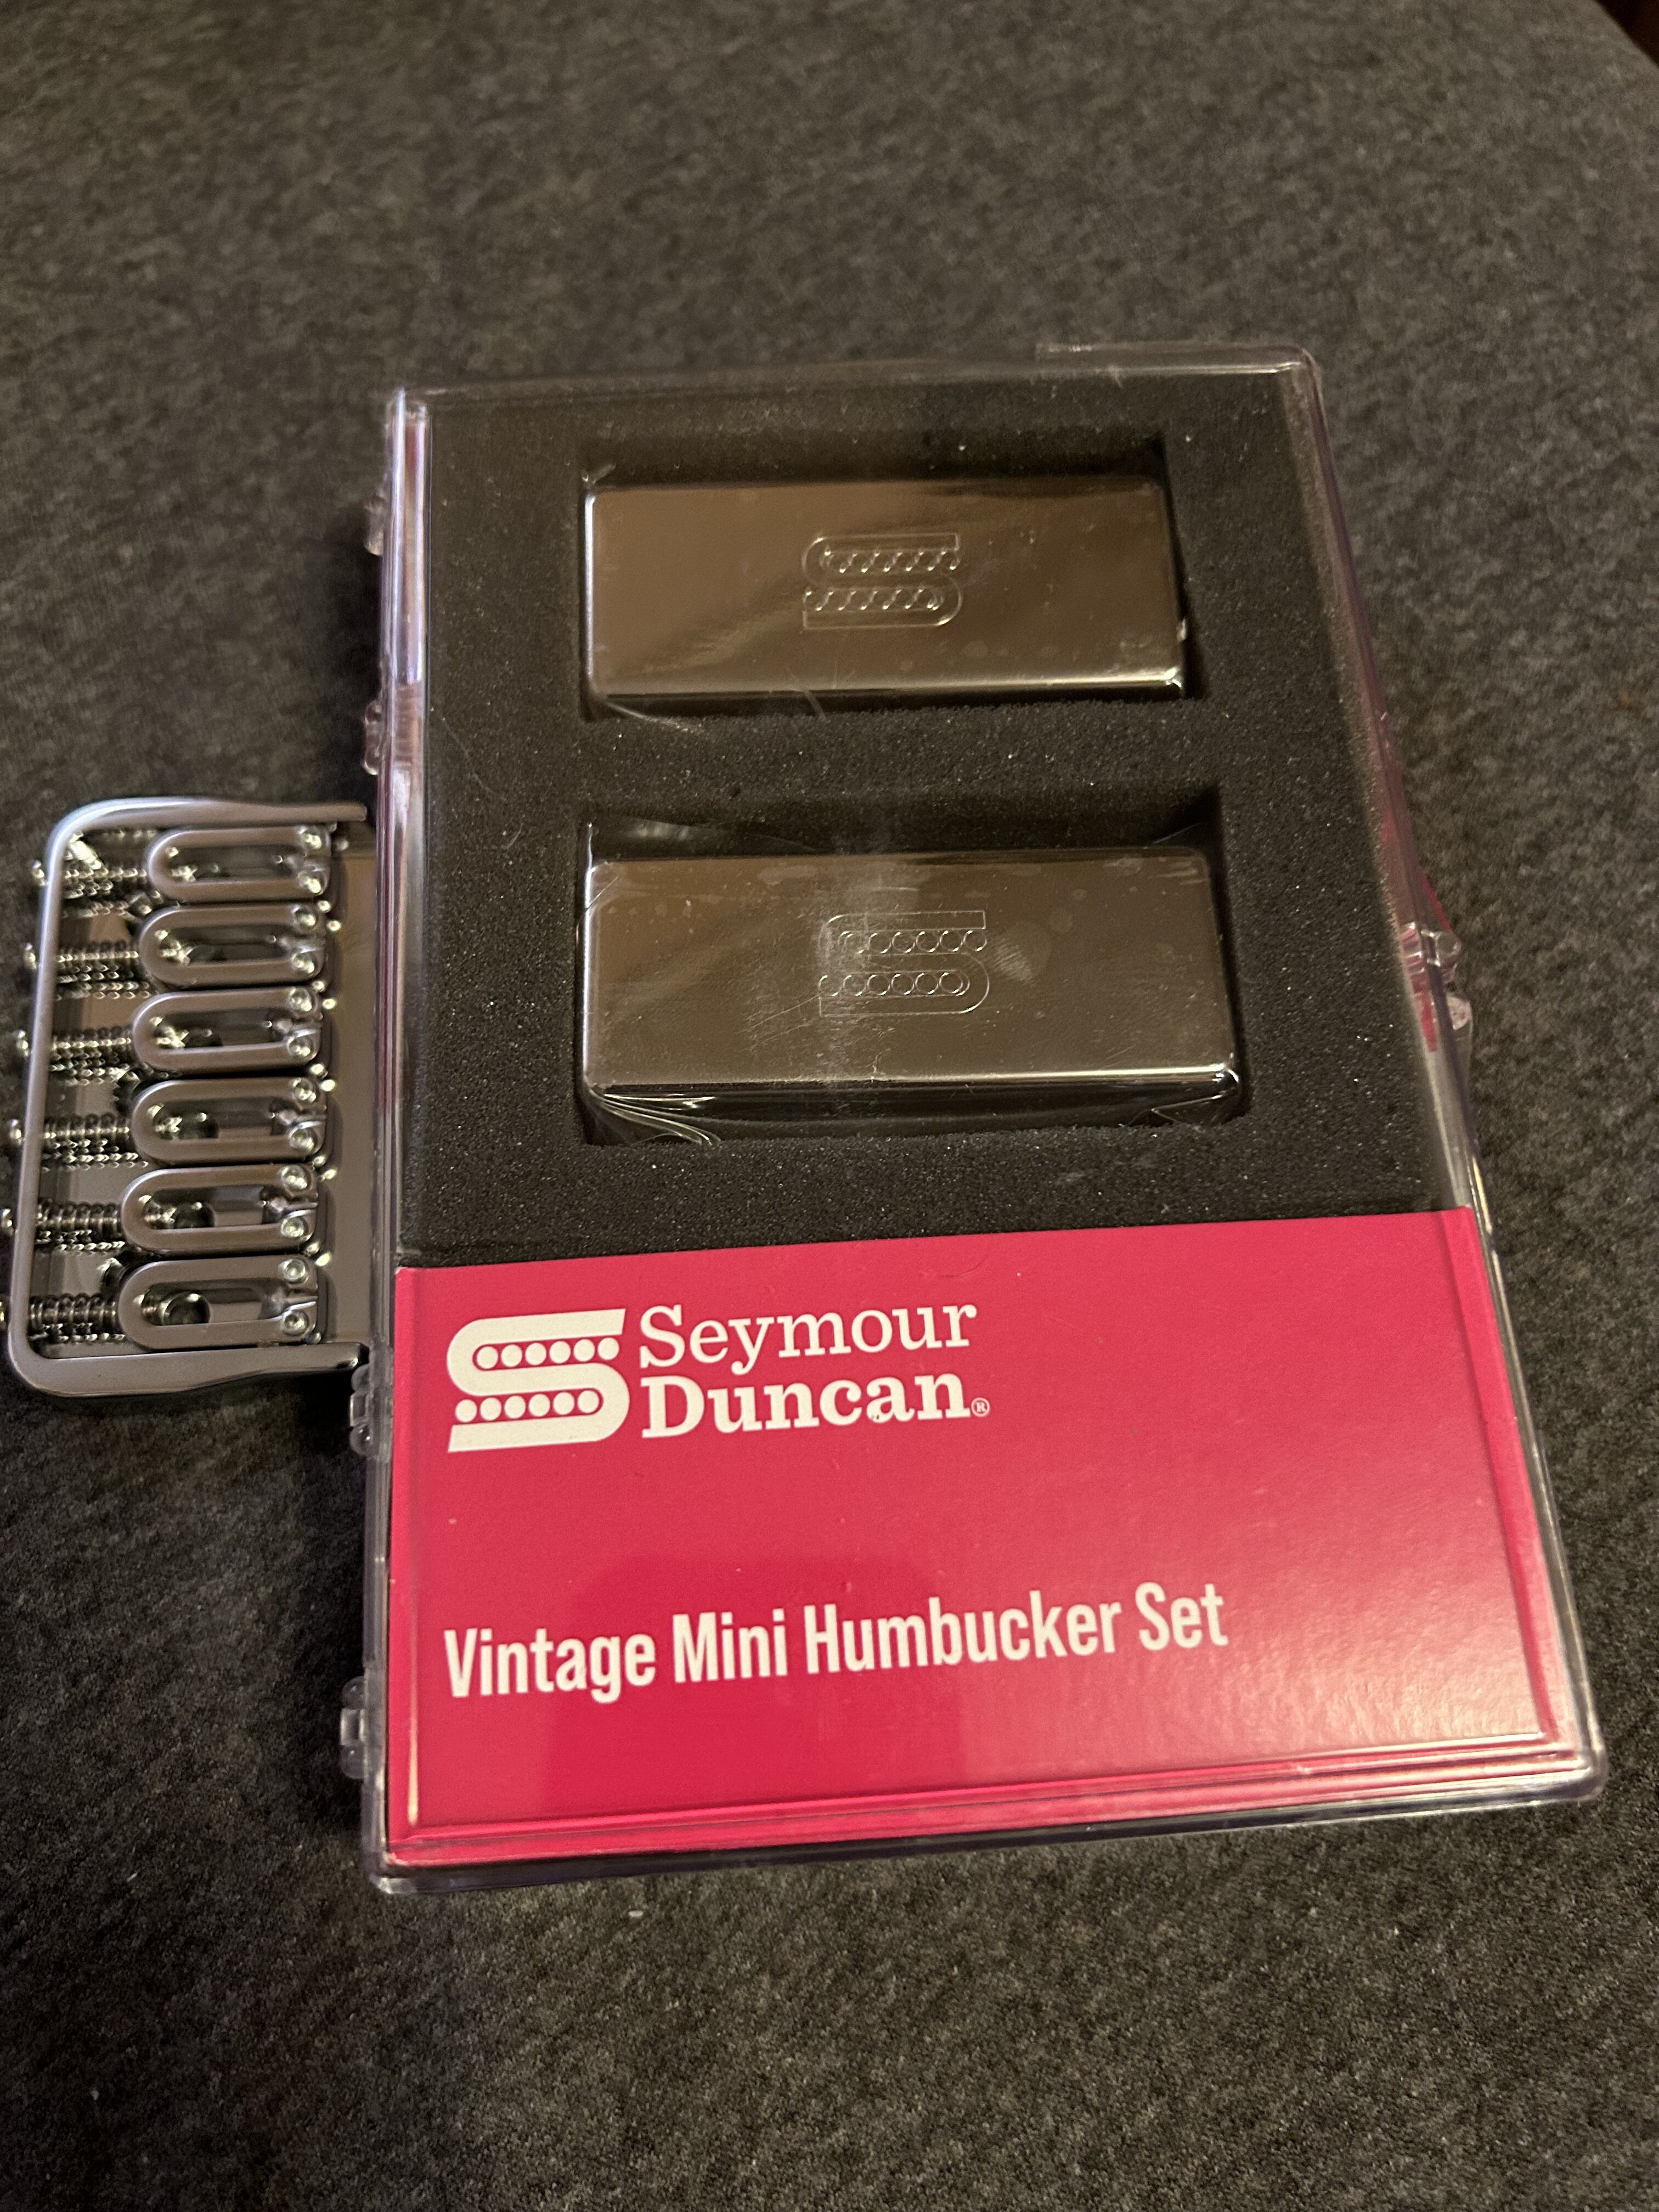 Seymour
Duncan®
Vintage Mini Humbucker Set